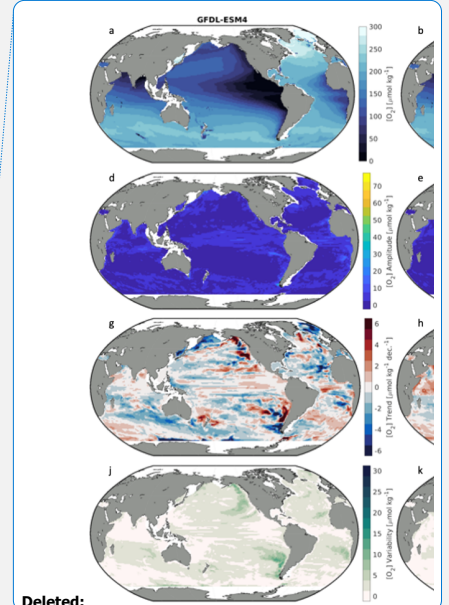 GFDL-ESM4
a
300
250
200
150
100
50
0
[O2] [μmol kg-1]
b
d
70
60
50
40
30
20
10
0
[O2] Amplitude [μmol kg-1]
e
g
6
4
2
0
-2
-4
-6
[O2] Trend [μmol kg-1 dec-1]
h
j
30
25
20
15
10
5
0
[O2] Variability [μmol kg-1]
k
Deleted: